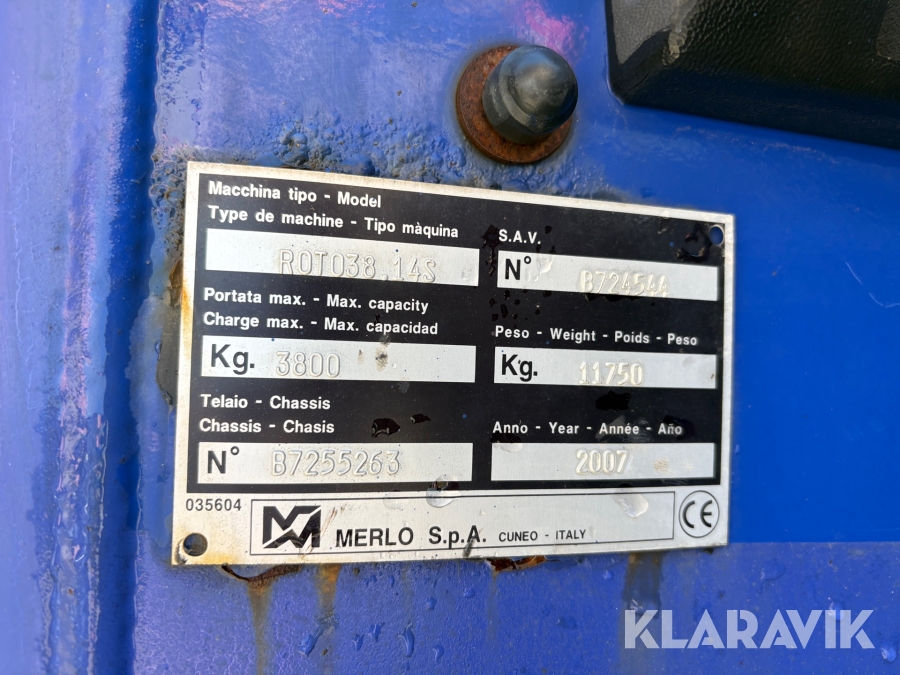 Macchina tipo - Model
Type de machine - Tipo màquina
ROTO38.14S
S.A.V.
N° B7245AA
Portata max. - Max. capacity
Charge max. - Max. capacidad
Kg. 3800
Peso - Weight - Poids - Peso
Kg. 11750
Telaio - Chassis
Chassis - Chasis
N° B7255263
Anno - Year - Année - Año
2007
035604
MERLO S.p.A. CUNEO - ITALY
CE
KLARAVIK